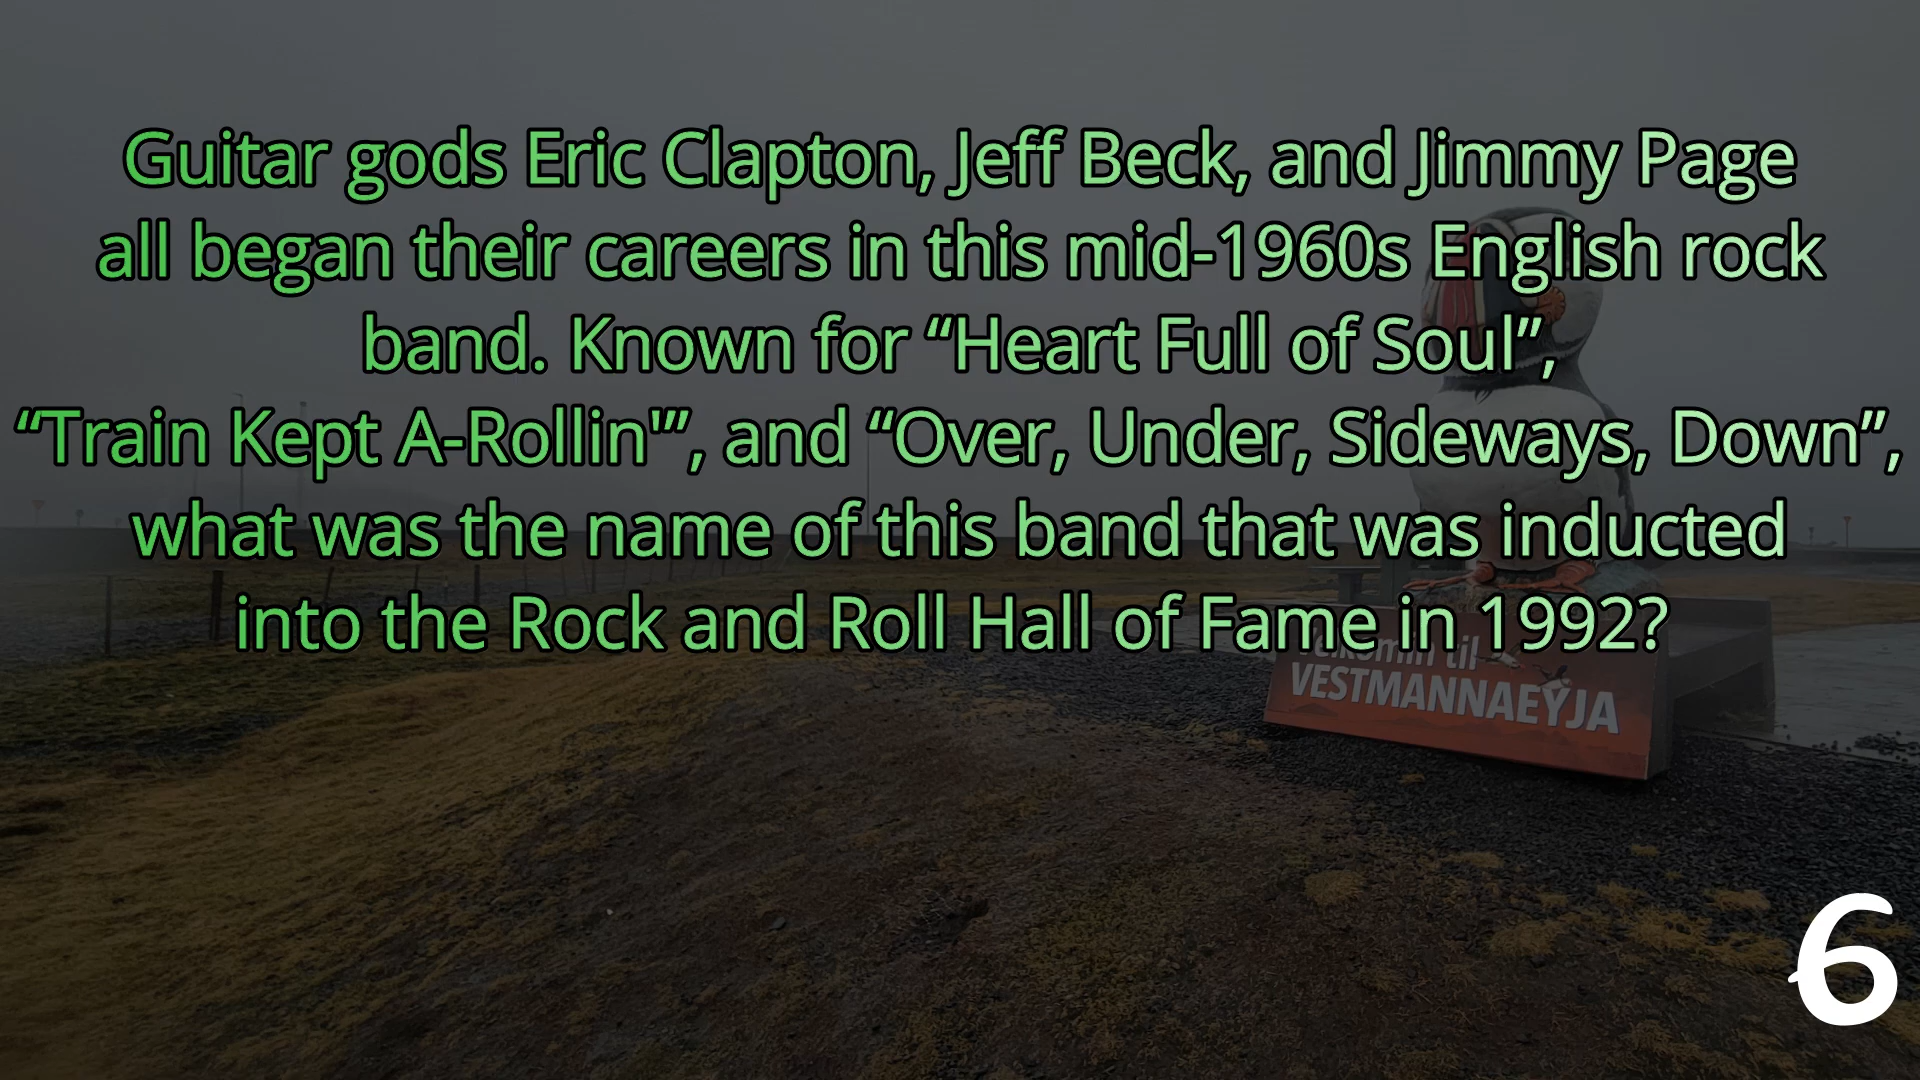 Guitar gods Eric Clapton, Jeff Beck, and Jimmy Page
all began their careers in this mid-1960s English rock
band. Known for “Heart Full of Soul”,
“Train Kept A-Rollin'”, and “Over, Under, Sideways, Down”,
what was the name of this band that was inducted
into the Rock and Roll Hall of Fame in 1992?
Velkomin til
VESTMANNAEYJA
6